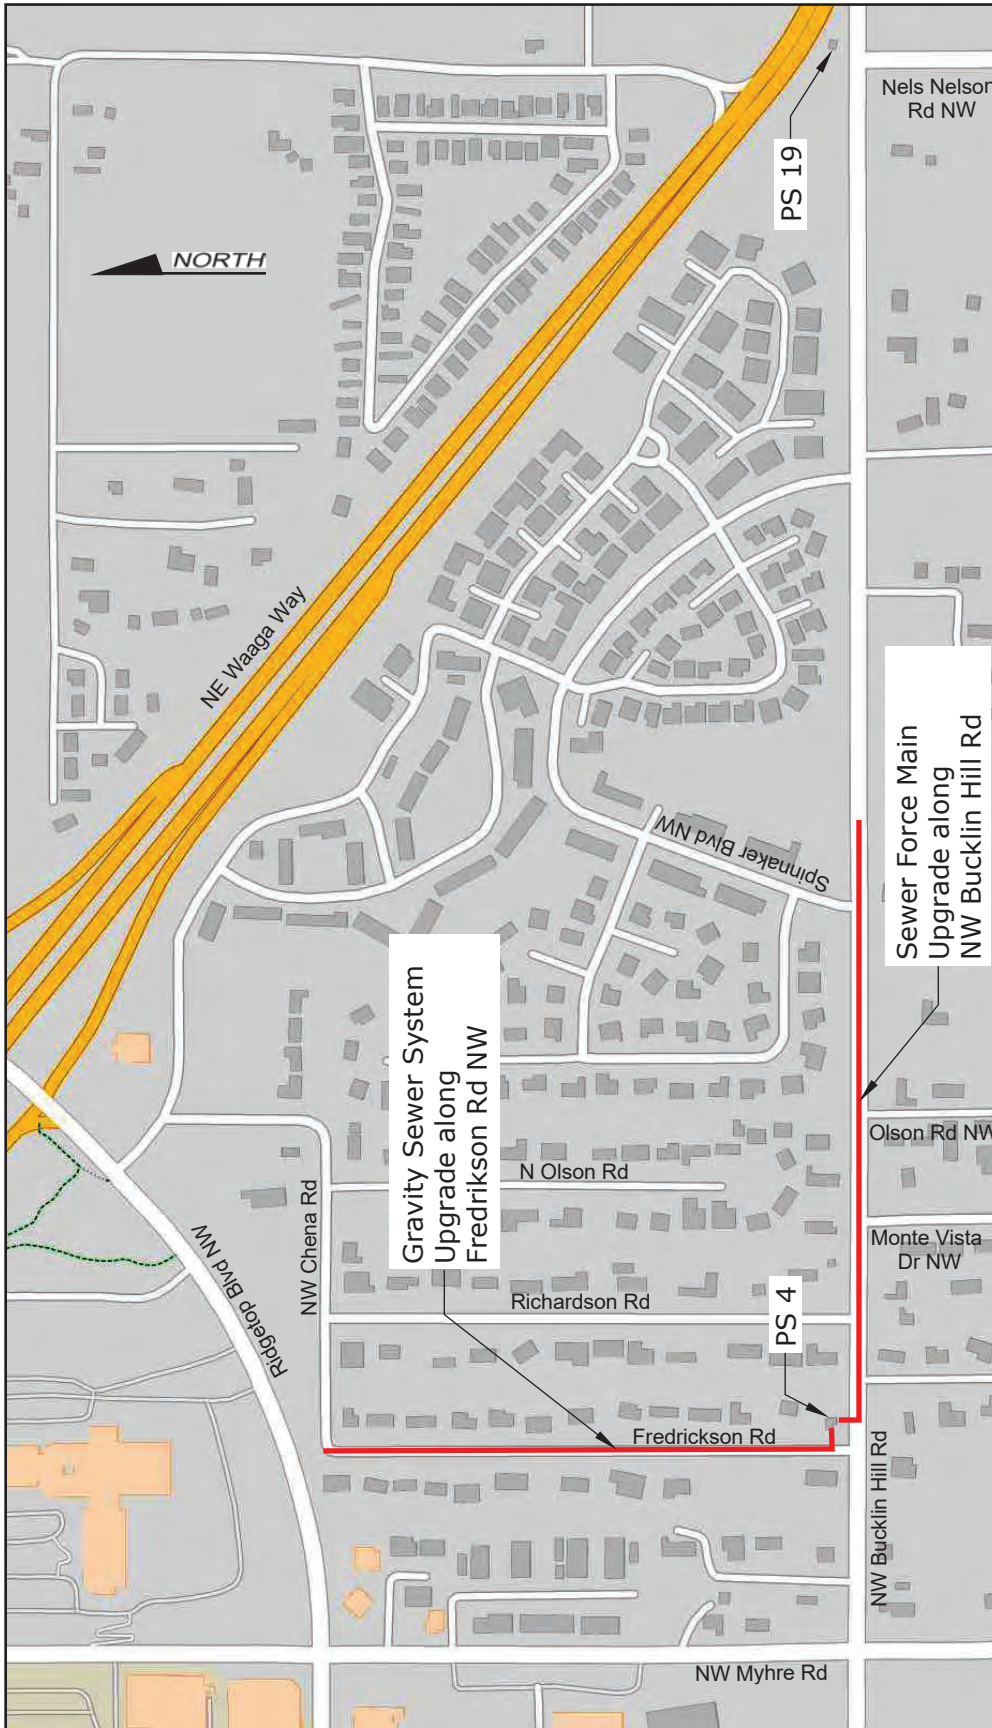 Nels Nelson
Rd NW
PS 19
NORTH
NE Waaga Way
Sewer Force Main
Upgrade along
NW Bucklin Hill Rd
Spinnaker Blvd NW
Gravity Sewer System
Upgrade along
Fredrikson Rd NW
Olson Rd NW
N Olson Rd
NW Chena Rd
Ridgetop Blvd NW
Monte Vista
Dr NW
Richardson Rd
PS 4
Fredrickson Rd
NW Bucklin Hill Rd
NW Myhre Rd